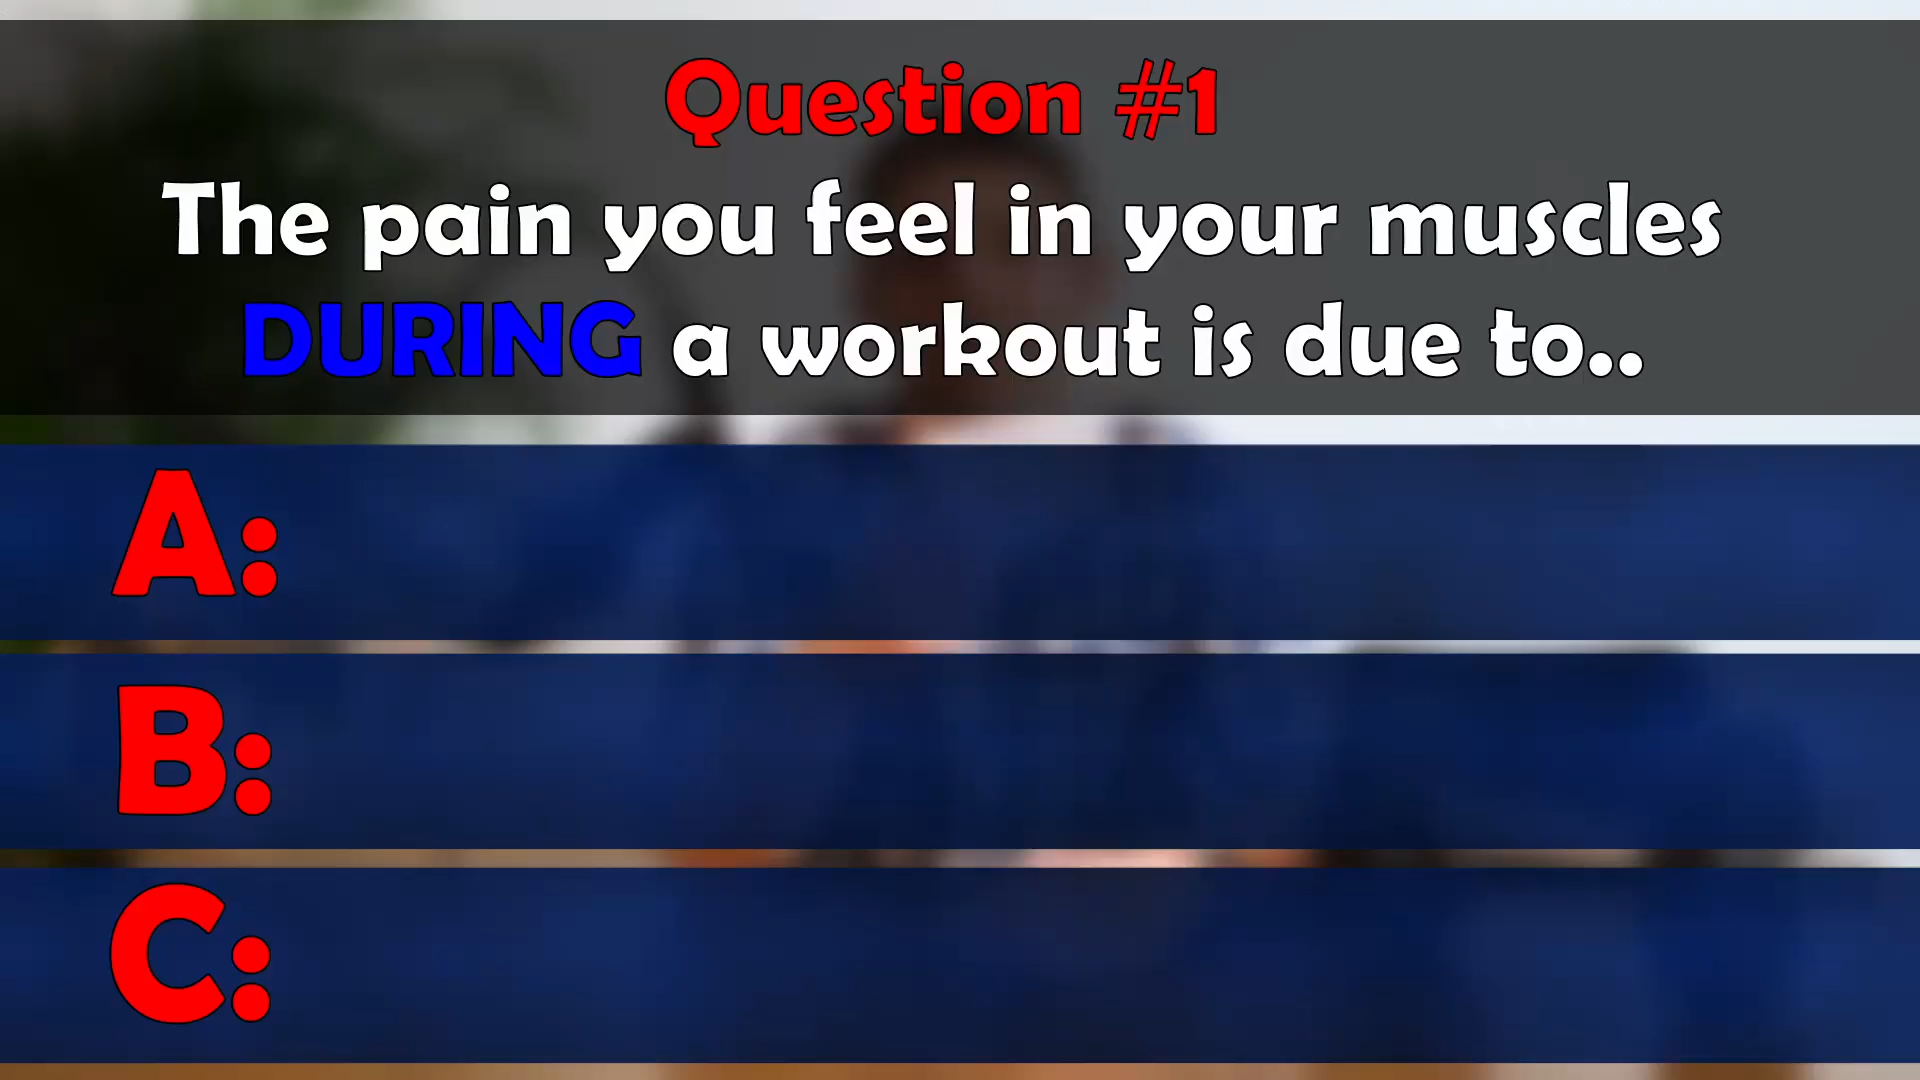 Question #1
The pain you feel in your muscles
DURING a workout is due to..
A:
B:
C: